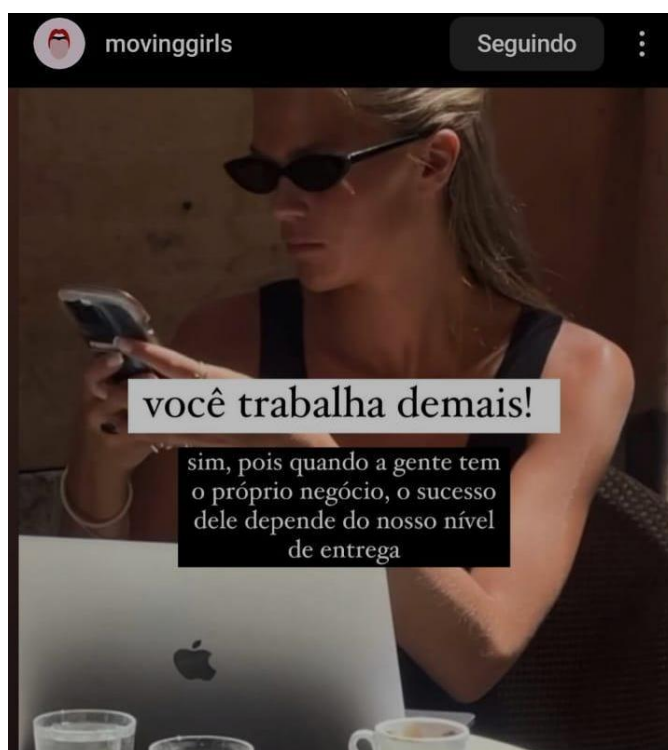 movinggirls
Seguindo
você trabalha demais!
sim, pois quando a gente tem
o próprio negócio, o sucesso
dele depende do nosso nível
de entrega